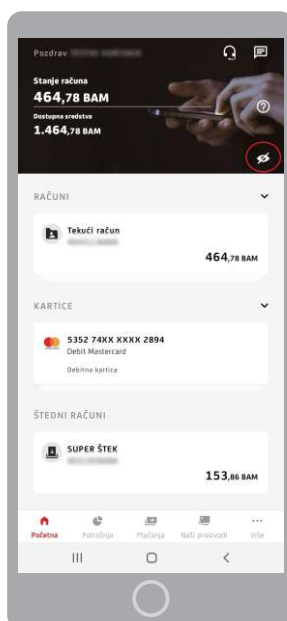 Pozdrav
Stanje računa
464,78 BAM
Dostupna sredstva
1.464,78 BAM
RAČUNI
Tekući račun
464,78 BAM
KARTICE
5352 74XX XXXX 2894
Debit Mastercard
Debitna kartica
ŠTEDNI RAČUNI
SUPER ŠTEK
153,86 BAM
Početna Potrošnja Plaćanja Naši proizvodi Više